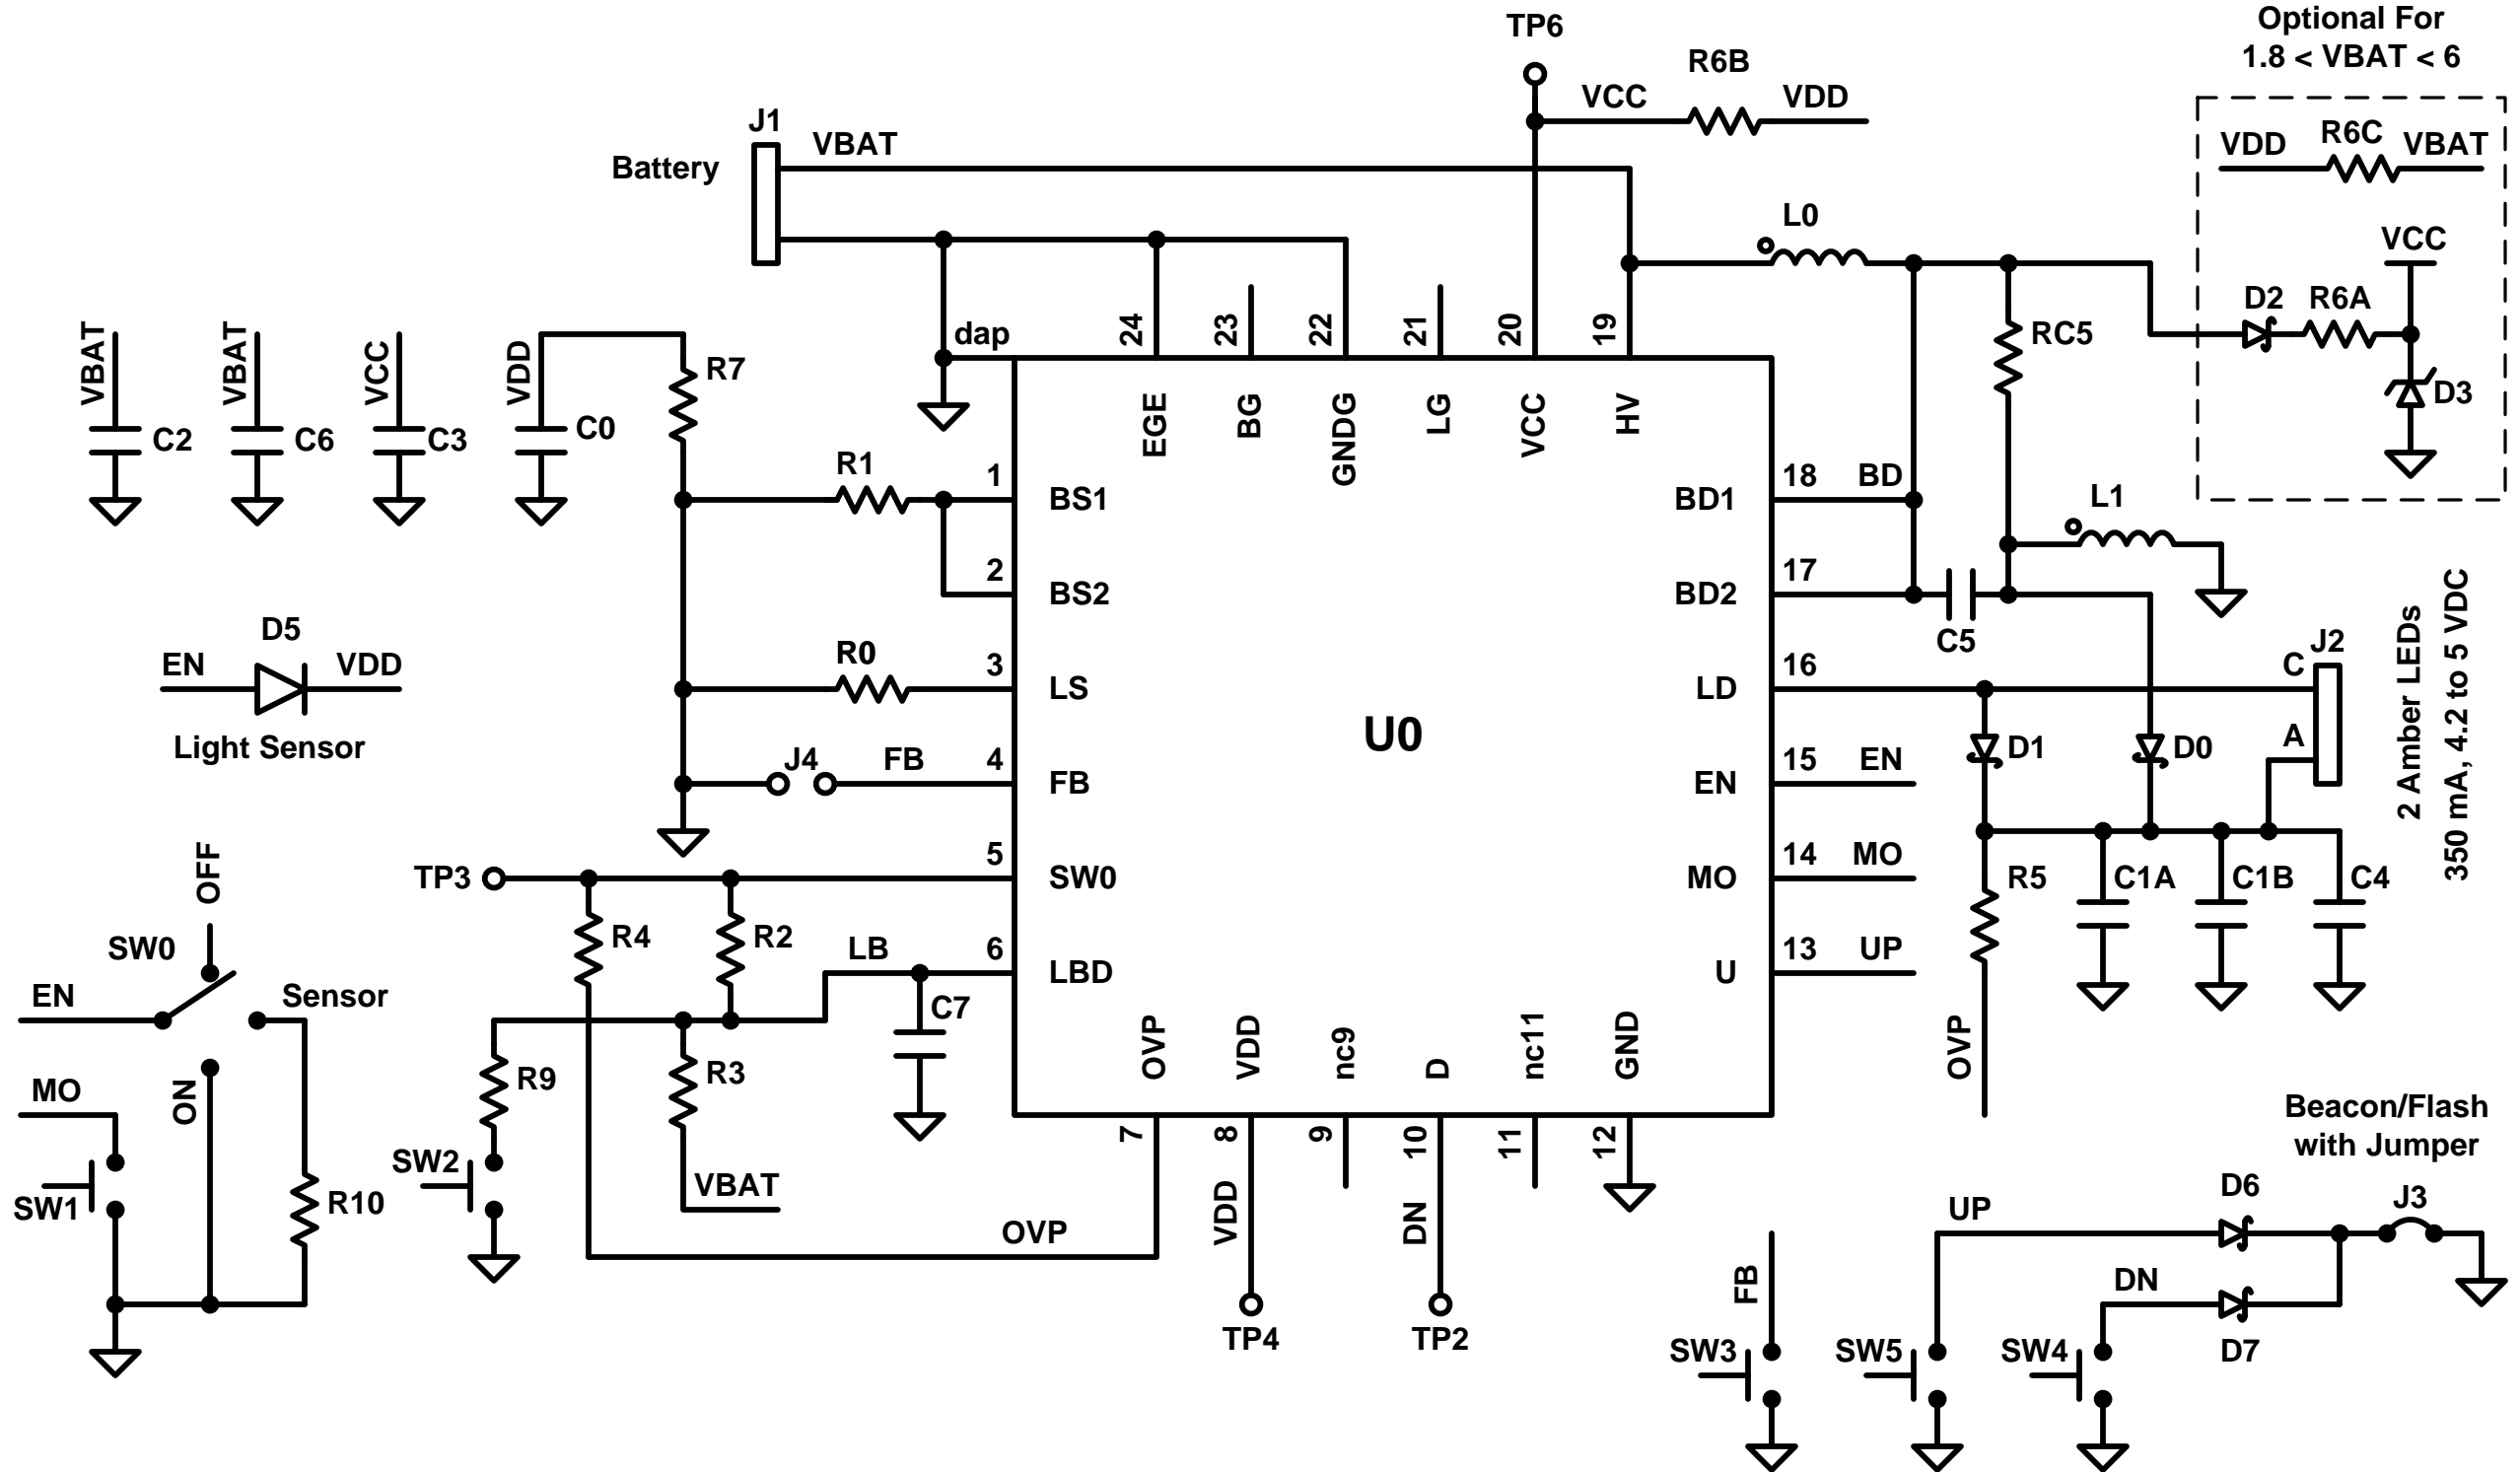 TP6
Optional For
1.8 < VBAT < 6
R6B
VCC
VDD
J1
VBAT
Battery
R6C
VDD
VBAT
L0
VCC
D2
R6A
D3
RC5
dap
24
23
22
21
20
19
VBAT
VBAT
VCC
VDD
C2
C6
C3
C0
R7
EGE
BG
GNDG
LG
VCC
HV
R1
1
BS1
BD1
18
BD
L1
2
BS2
BD2
17
C5
D5
EN
VDD
Light Sensor
R0
3
LS
U0
LD
16
C
J2
A
2 Amber LEDs
350 mA, 4.2 to 5 VDC
J4
FB
4
FB
EN
15
EN
D1
D0
TP3
5
SW0
MO
14
MO
R5
C1A
C1B
C4
R4
R2
LB
6
LBD
U
13
UP
OFF
SW0
EN
Sensor
C7
MO
ON
SW1
R10
R9
R3
SW2
VBAT
OVP
VDD
nc9
D
nc11
GND
7
8
9
10
11
12
OVP
OVP
VDD
DN
TP4
TP2
Beacon/Flash
with Jumper
D6
J3
UP
DN
D7
FB
SW3
SW5
SW4